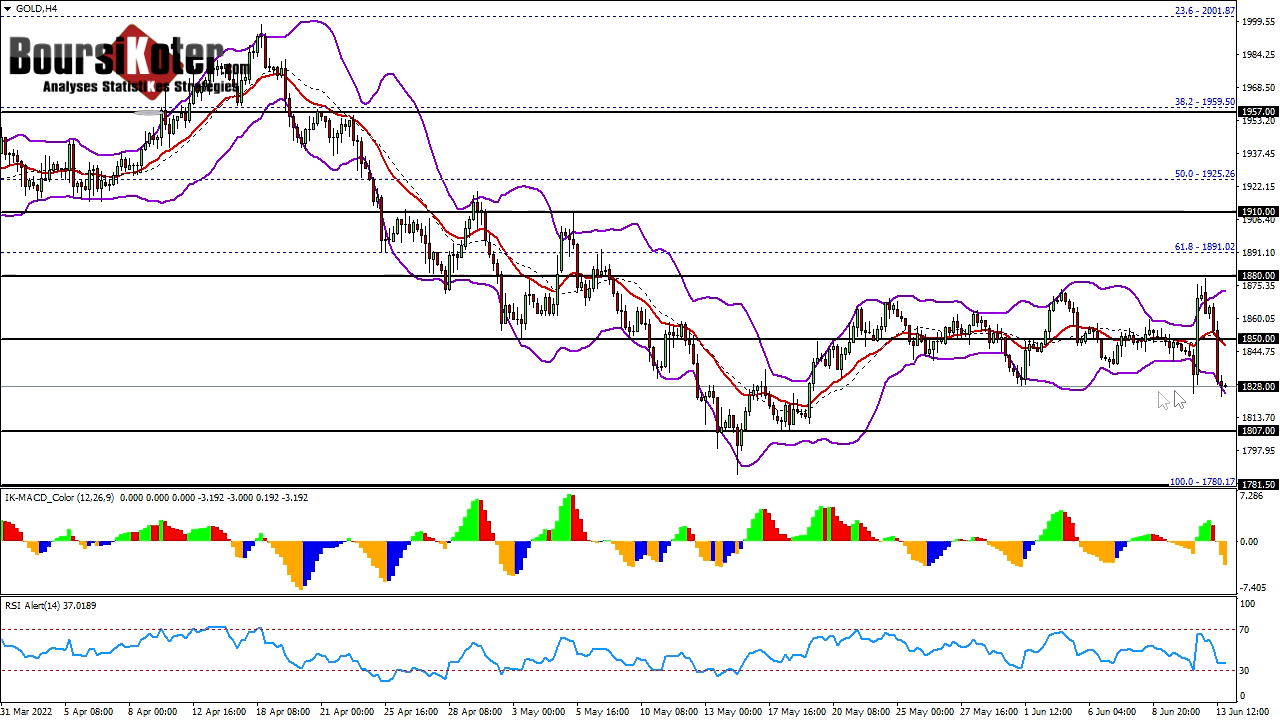 GOLD,H4
BoursiKoter.com
Analyses StatistiKes Strategies
23.6 - 2001.87
38.2 - 1959.50
50.0 - 1925.26
61.8 - 1891.02
100.0 - 1780.17
1999.55
1984.25
1968.50
1957.00
1953.20
1937.45
1922.15
1910.00
1906.40
1891.10
1880.00
1875.35
1860.05
1850.00
1844.75
1828.00
1813.70
1807.00
1797.95
1781.50
IK-MACD_Color (12,26,9) 0.000 0.000 0.000 -3.192 -3.000 0.192 -3.192
7.286
0.00
-7.405
RSI Alert(14) 37.0189
100
70
30
0
31 Mar 2022 5 Apr 08:00 8 Apr 00:00 12 Apr 16:00 18 Apr 08:00 21 Apr 00:00 25 Apr 16:00 28 Apr 08:00 3 May 00:00 5 May 16:00 10 May 08:00 13 May 00:00 17 May 16:00 20 May 08:00 25 May 00:00 27 May 16:00 1 Jun 12:00 6 Jun 04:00 8 Jun 20:00 13 Jun 12:00